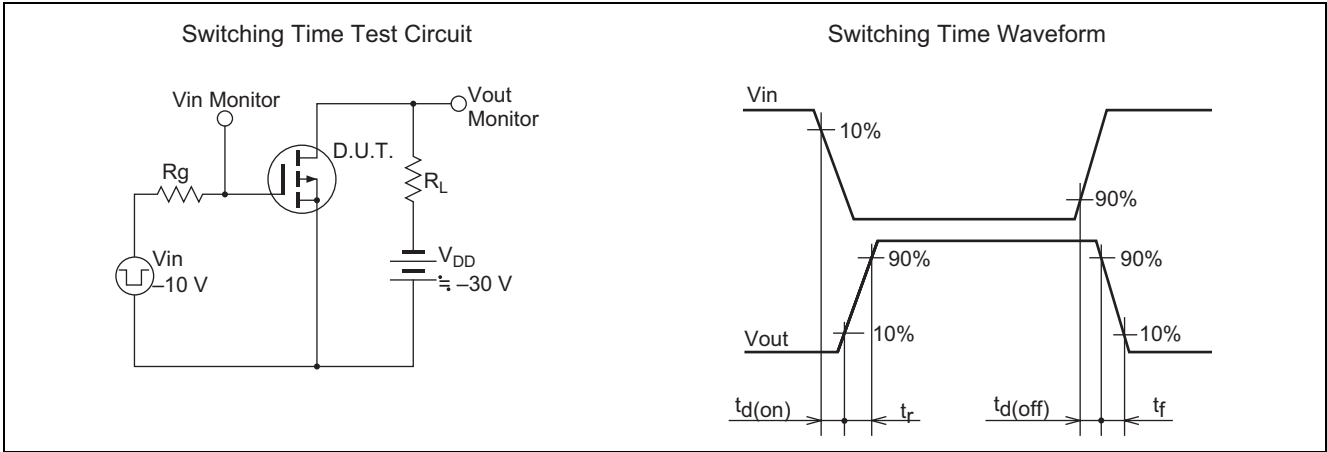 Switching Time Test Circuit
Vin Monitor
Vout
Monitor
D.U.T.
Rg
RL
Vin
–10 V
VDD
≒ –30 V
Switching Time Waveform
Vin
10%
90%
90%
90%
10%
10%
Vout
td(on)
tr
td(off)
tf